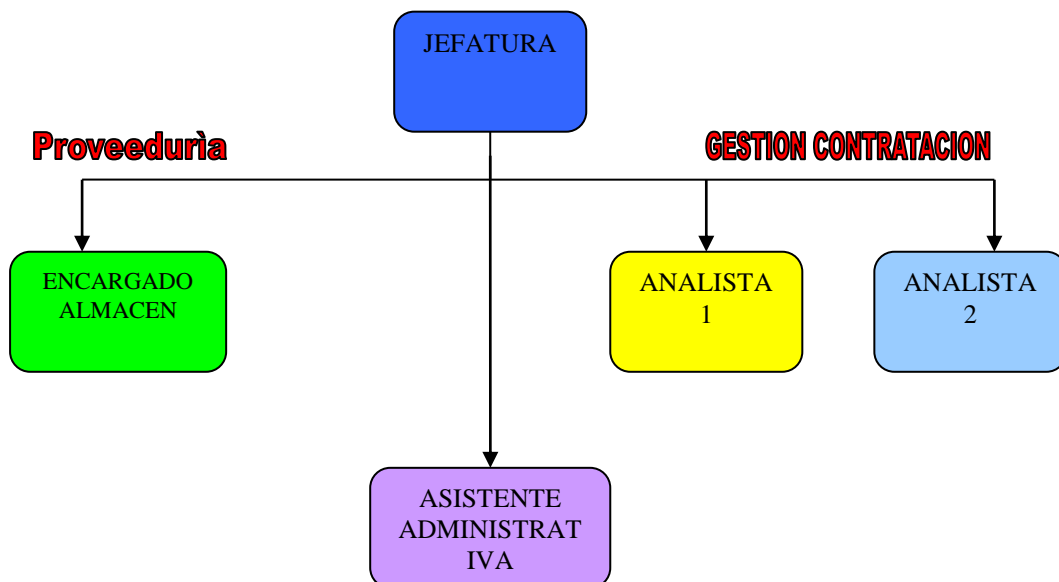 JEFATURA
Proveedurìa
GESTION CONTRATACION
ENCARGADO
ALMACEN
ANALISTA
1
ANALISTA
2
ASISTENTE
ADMINISTRAT
IVA